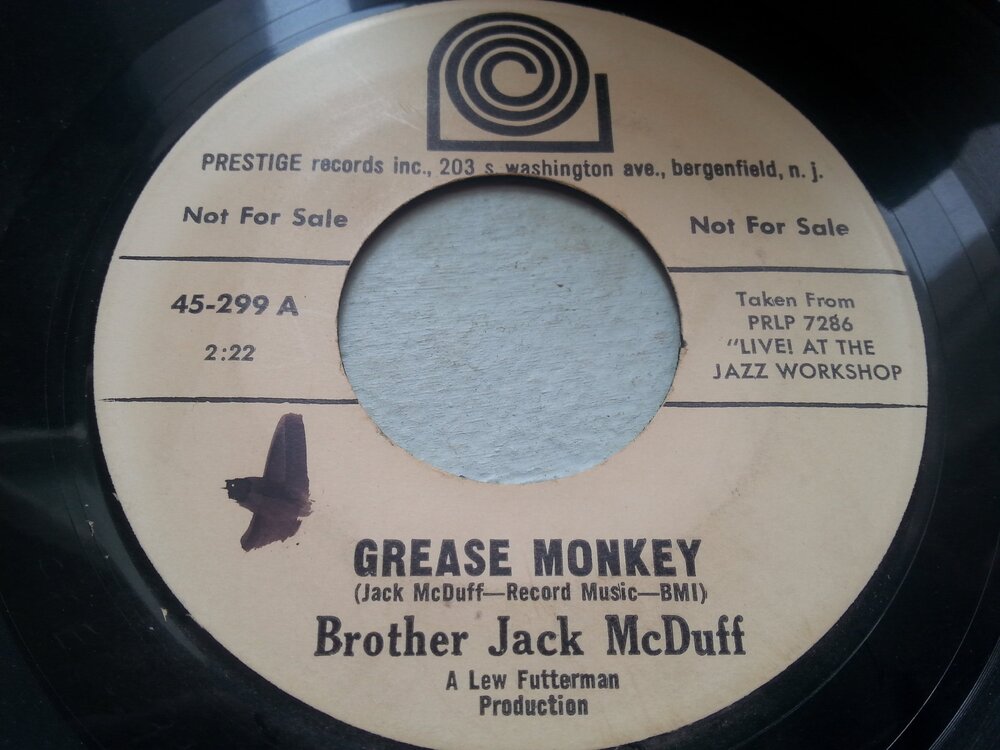 PRESTIGE records inc., 203 s. washington ave., bergenfield, n. j.
Not For Sale
Not For Sale
45-299 A
2:22
Taken From
PRLP 7286
"LIVE! AT THE
JAZZ WORKSHOP
GREASE MONKEY
(Jack McDuff—Record Music—BMI)
Brother Jack McDuff
A Lew Futterman
Production